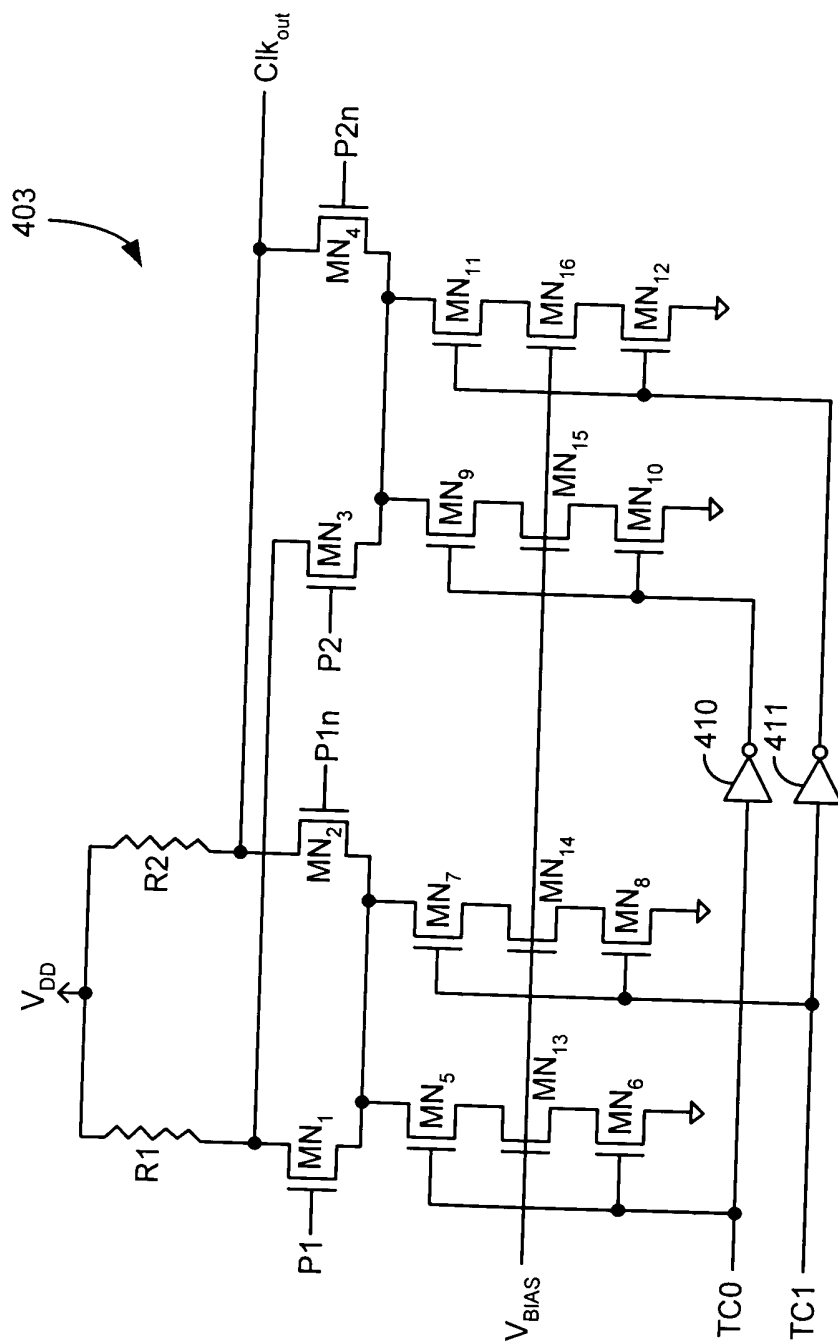 403
V_DD
R1
R2
Clk_out
P1
MN_1
MN_2
P1n
P2
MN_3
MN_4
P2n
MN_5
MN_7
MN_9
MN_11
V_BIAS
MN_13
MN_14
MN_15
MN_16
MN_6
MN_8
MN_10
MN_12
410
411
TC0
TC1